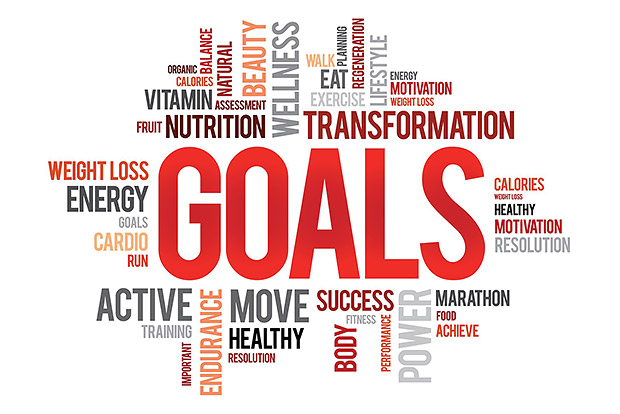 ORGANIC
CALORIES
BALANCE
NATURAL
BEAUTY
WELLNESS
WALK
EAT
PLANNING
REGENERATION
LIFESTYLE
ENERGY
MOTIVATION
WEIGHT LOSS
VITAMIN
ASSESSMENT
EXERCISE
FRUIT
NUTRITION
TRANSFORMATION
WEIGHT LOSS
ENERGY
GOALS
CARDIO
RUN
GOALS
CALORIES
WEIGHT LOSS
HEALTHY
MOTIVATION
RESOLUTION
ACTIVE
TRAINING
IMPORTANT
ENDURANCE
MOVE
HEALTHY
RESOLUTION
SUCCESS
FITNESS
BODY
PERFORMANCE
POWER
MARATHON
FOOD
ACHIEVE